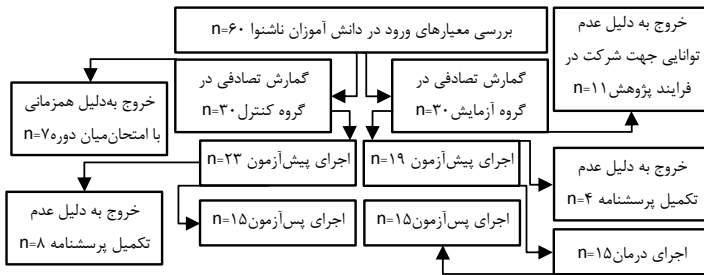 بررسی معیارهای ورود در دانش آموزان ناشنوا n=۶۰
خروج به دلیل عدم
توانایی جهت شرکت در
فرایند پژوهش n=۱۱
گمارش تصادفی در
گروه آزمایش n=۳۰
گمارش تصادفی در
گروه کنترل n=۳۰
خروج به‌دلیل همزمانی
با امتحان‌میان دوره n=۷
اجرای پیش‌آزمون n=۱۹
اجرای پیش‌آزمون n=۲۳
خروج به دلیل عدم
تکمیل پرسشنامه n=۴
خروج به دلیل عدم
تکمیل پرسشنامه n=۸
اجرای پس‌آزمون n=۱۵
اجرای پس‌آزمون n=۱۵
اجرای درمان n=۱۵